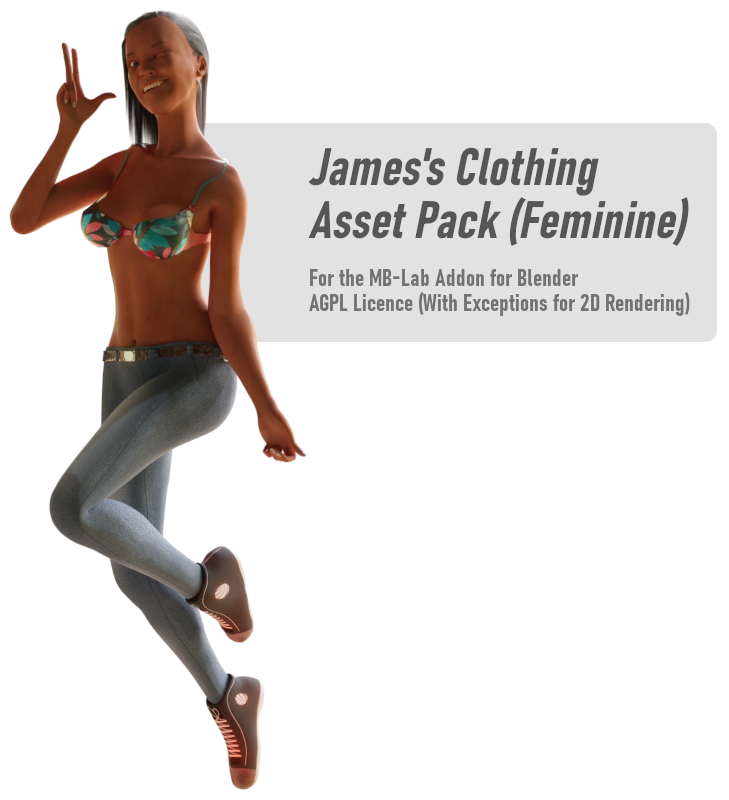 James's Clothing
Asset Pack (Feminine)
For the MB-Lab Addon for Blender
AGPL Licence (With Exceptions for 2D Rendering)